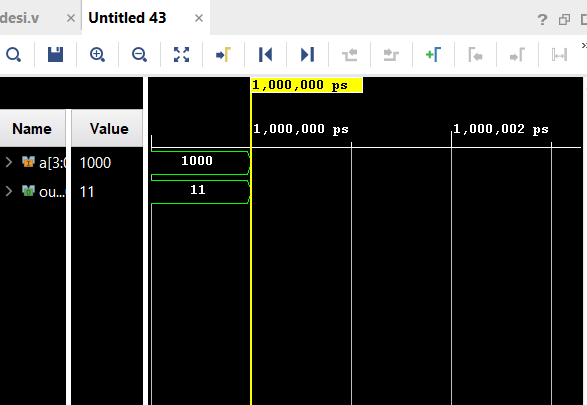 desi.v × Untitled 43 × ?
1,000,000 ps
Name Value 1,000,000 ps 1,000,002 ps
a[3:0 1000 1000
ou... 11 11